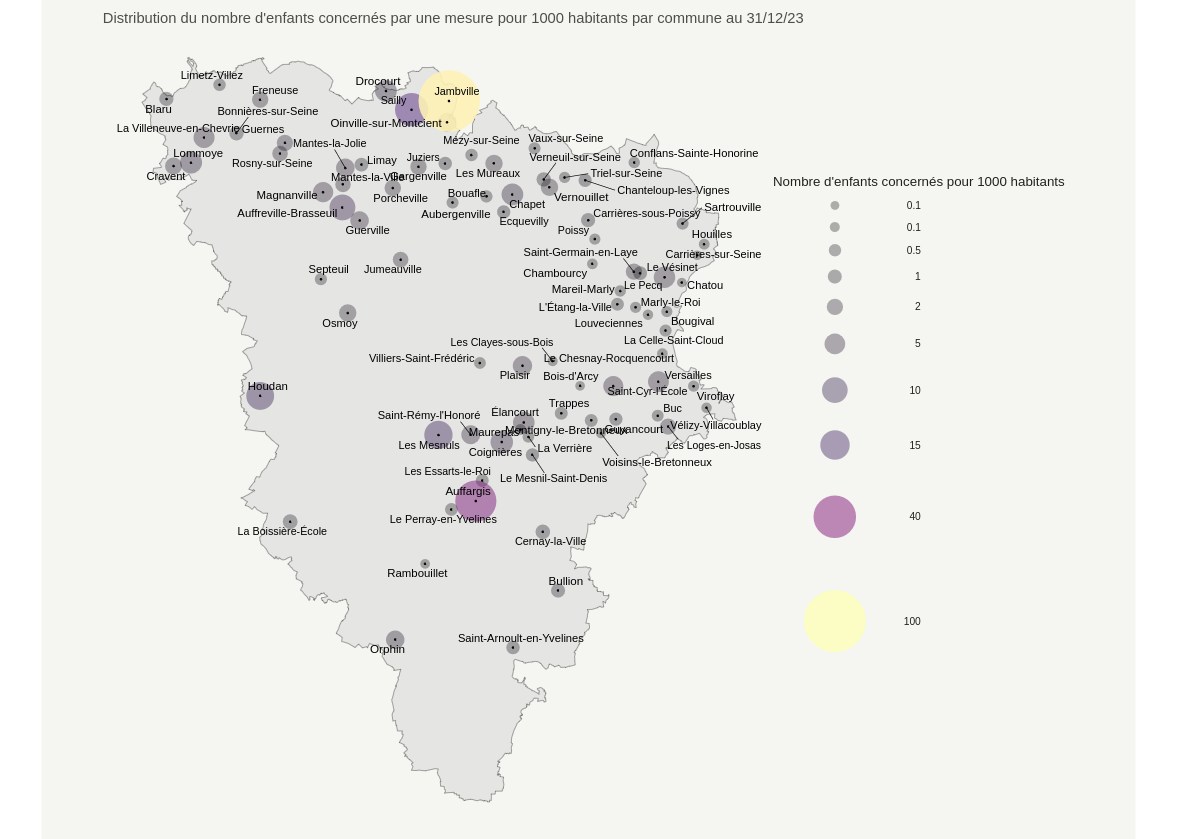 Distribution du nombre d'enfants concernés par une mesure pour 1000 habitants par commune au 31/12/23
Limetz-Villez
Drocourt
Freneuse
Jambville
Blaru
Bonnières-sur-Seine
Sailly
La Villeneuve-en-Chevrie
Guernes
Oinville-sur-Montcient
Mantes-la-Jolie
Mézy-sur-Seine
Vaux-sur-Seine
Lommoye
Rosny-sur-Seine
Limay
Juziers
Verneuil-sur-Seine
Conflans-Sainte-Honorine
Cravent
Mantes-la-Ville
Gargenville
Les Mureaux
Triel-sur-Seine
Nombre d'enfants concernés pour 1000 habitants
Magnanville
Porcheville
Bouafle
Chapet
Vernouillet
Chanteloup-les-Vignes
Auffreville-Brasseuil
Aubergenville
Ecquevilly
Carrières-sous-Poissy
Sartrouville
Guerville
Poissy
Houilles
Saint-Germain-en-Laye
Carrières-sur-Seine
Septeuil
Jumeauville
Chambourcy
Le Vésinet
Mareil-Marly
Le Pecq
Chatou
L'Étang-la-Ville
Marly-le-Roi
Osmoy
Louveciennes
Bougival
Les Clayes-sous-Bois
La Celle-Saint-Cloud
Villiers-Saint-Frédéric
Le Chesnay-Rocquencourt
Plaisir
Bois-d'Arcy
Versailles
Houdan
Saint-Cyr-l'École
Viroflay
Saint-Rémy-l'Honoré
Élancourt
Trappes
Buc
Maurepas
Montigny-le-Bretonneux
Guyancourt
Vélizy-Villacoublay
Les Mesnuls
Coignières
La Verrière
Les Loges-en-Josas
Voisins-le-Bretonneux
Les Essarts-le-Roi
Le Mesnil-Saint-Denis
Auffargis
Le Perray-en-Yvelines
La Boissière-École
Cernay-la-Ville
Rambouillet
Bullion
Orphin
Saint-Arnoult-en-Yvelines
0.1
0.1
0.5
1
2
5
10
15
40
100